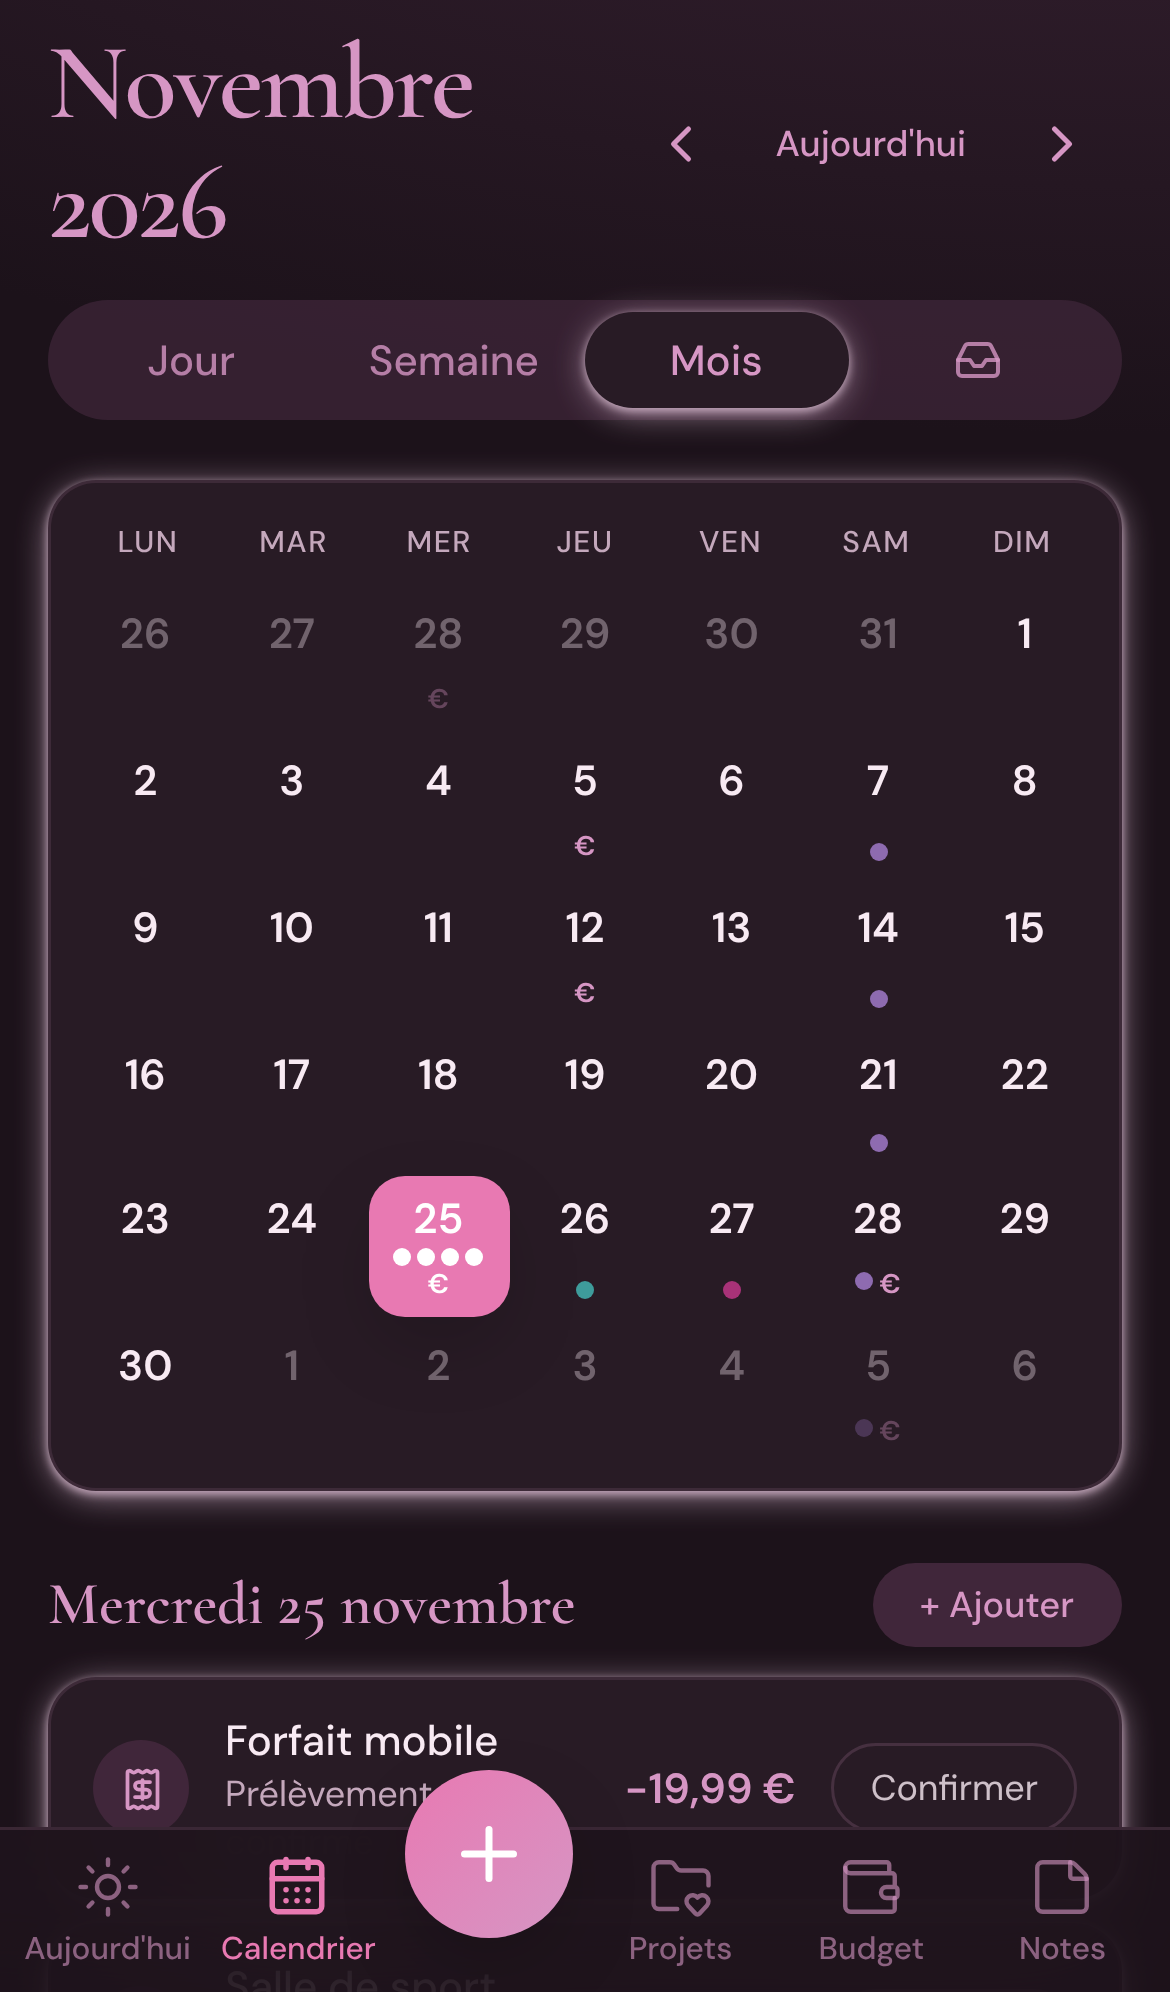 Novembre
2026
Aujourd'hui
Jour Semaine Mois
LUN MAR MER JEU VEN SAM DIM
26 27 28 29 30 31 1
€
2 3 4 5 6 7 8
€
9 10 11 12 13 14 15
€
16 17 18 19 20 21 22
23 24 25 26 27 28 29
€ €
30 1 2 3 4 5 6
€
Mercredi 25 novembre
+ Ajouter
Forfait mobile
Prélèvement
-19,99 €
Confirmer
Aujourd'hui Calendrier Projets Budget Notes
Salle de sport